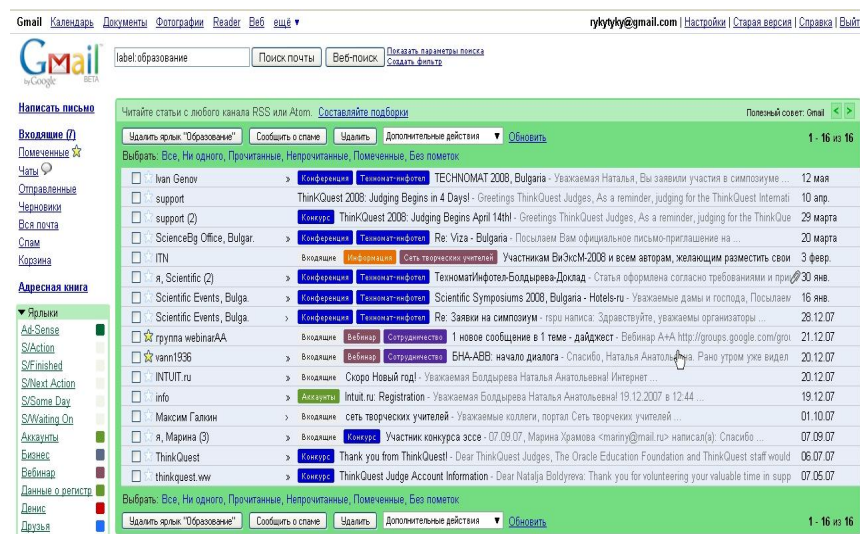 Gmail Календарь Документы Фотографии Reader Веб ещё ▼ rykytyky@gmail.com | Настройки | Старая версия | Справка | Выйт
GMail by Google BETA
label:образование Поиск почты Веб-поиск Показать параметры поиска
Создать фильтр
Написать письмо
Входящие (7)
Помеченные
Чаты
Отправленные
Черновики
Вся почта
Спам
Корзина
Адресная книга
▼ Ярлыки
Ad-Sense
S/Action
S/Finished
S/Next Action
S/Some Day
S/Waiting On
Аккаунты
Бизнес
Вебинар
Данные о регистр
Денис
Друзья
Читайте статьи с любого канала RSS или Atom. Составляйте подборки Полезный совет: Gmail < >
Удалить ярлык "Образование" Сообщить о спаме Удалить Дополнительные действия ▼ Обновить 1 - 16 из 16
Выбрать: Все, Ни одного, Прочитанные, Непрочитанные, Помеченные, Без пометок
Ivan Genov » Конференция Техномат-инфотел TECHNOMAT 2008, Bulgaria - Уважаемая Наталья, Вы заявили участия в симпозиуме ... 12 мая
support ThinKQuest 2008: Judging Begins in 4 Days! - Greetings ThinkQuest Judges, As a reminder, judging for the ThinkQuest Internati 10 апр.
support (2) Конкурс ThinKQuest 2008: Judging Begins April 14th! - Greetings ThinkQuest Judges, As a reminder, judging for the ThinkQue 29 марта
ScienceBg Office, Bulgar. » Конференция Техномат-инфотел Re: Viza - Bulgaria - Посылаем Вам официальное письмо-приглашение на ... 20 марта
ITN Входящие Информация Сеть творческих учителей Участникам ВиЭксМ-2008 и всем авторам, желающим разместить свои 3 февр.
я, Scientific (2) » Конференция Техномат-инфотел ТехноматИнфотел-Болдырева-Доклад - Статья оформлена согласно требованиями и при 30 янв.
Scientific Events, Bulga. » Конференция Техномат-инфотел Scientific Symposiums 2008, Bulgaria - Hotels-ru - Уважаемые дамы и господа, Посылаем 16 янв.
Scientific Events, Bulga. › Конференция Техномат-инфотел Re: Заявки на симпозиум - rspu написа: Здравствуйте, уважаемы организаторы ... 28.12.07
группа webinarAA Входящие Вебинар Сотрудничество 1 новое сообщение в 1 теме - дайджест - Вебинар А+А http://groups.google.com/grou 21.12.07
vann1936 » Входящие Вебинар Сотрудничество БНА-АВВ: начало диалога - Спасибо, Наталья Анатольевна. Рано утром уже видел 20.12.07
INTUIT.ru » Входящие Скоро Новый год! - Уважаемая Болдырева Наталья Анатольевна! Интернет ... 20.12.07
info » Аккаунты Intuit.ru: Registration - Уважаемая Болдырева Наталья Анатольевна! 19.12.2007 в 12:44 ... 19.12.07
Максим Галкин › Входящие сеть творческих учителей - Уважаемые коллеги, портал Сеть творческих учителей ... 01.10.07
я, Марина (3) » Входящие Конкурс Участник конкурса эссе - 07.09.07, Марина Храмова <mariny@mail.ru> написал(а): Спасибо ... 07.09.07
ThinkQuest » Конкурс Thank you from ThinkQuest! - Dear ThinkQuest Judges, The Oracle Education Foundation and ThinkQuest staff would 06.07.07
thinkquest.ww » Конкурс ThinkQuest Judge Account Information - Dear Natalja Boldyreva: Thank you for volunteering your valuable time in supp 07.05.07
Выбрать: Все, Ни одного, Прочитанные, Непрочитанные, Помеченные, Без пометок
Удалить ярлык "Образование" Сообщить о спаме Удалить Дополнительные действия ▼ Обновить 1 - 16 из 16